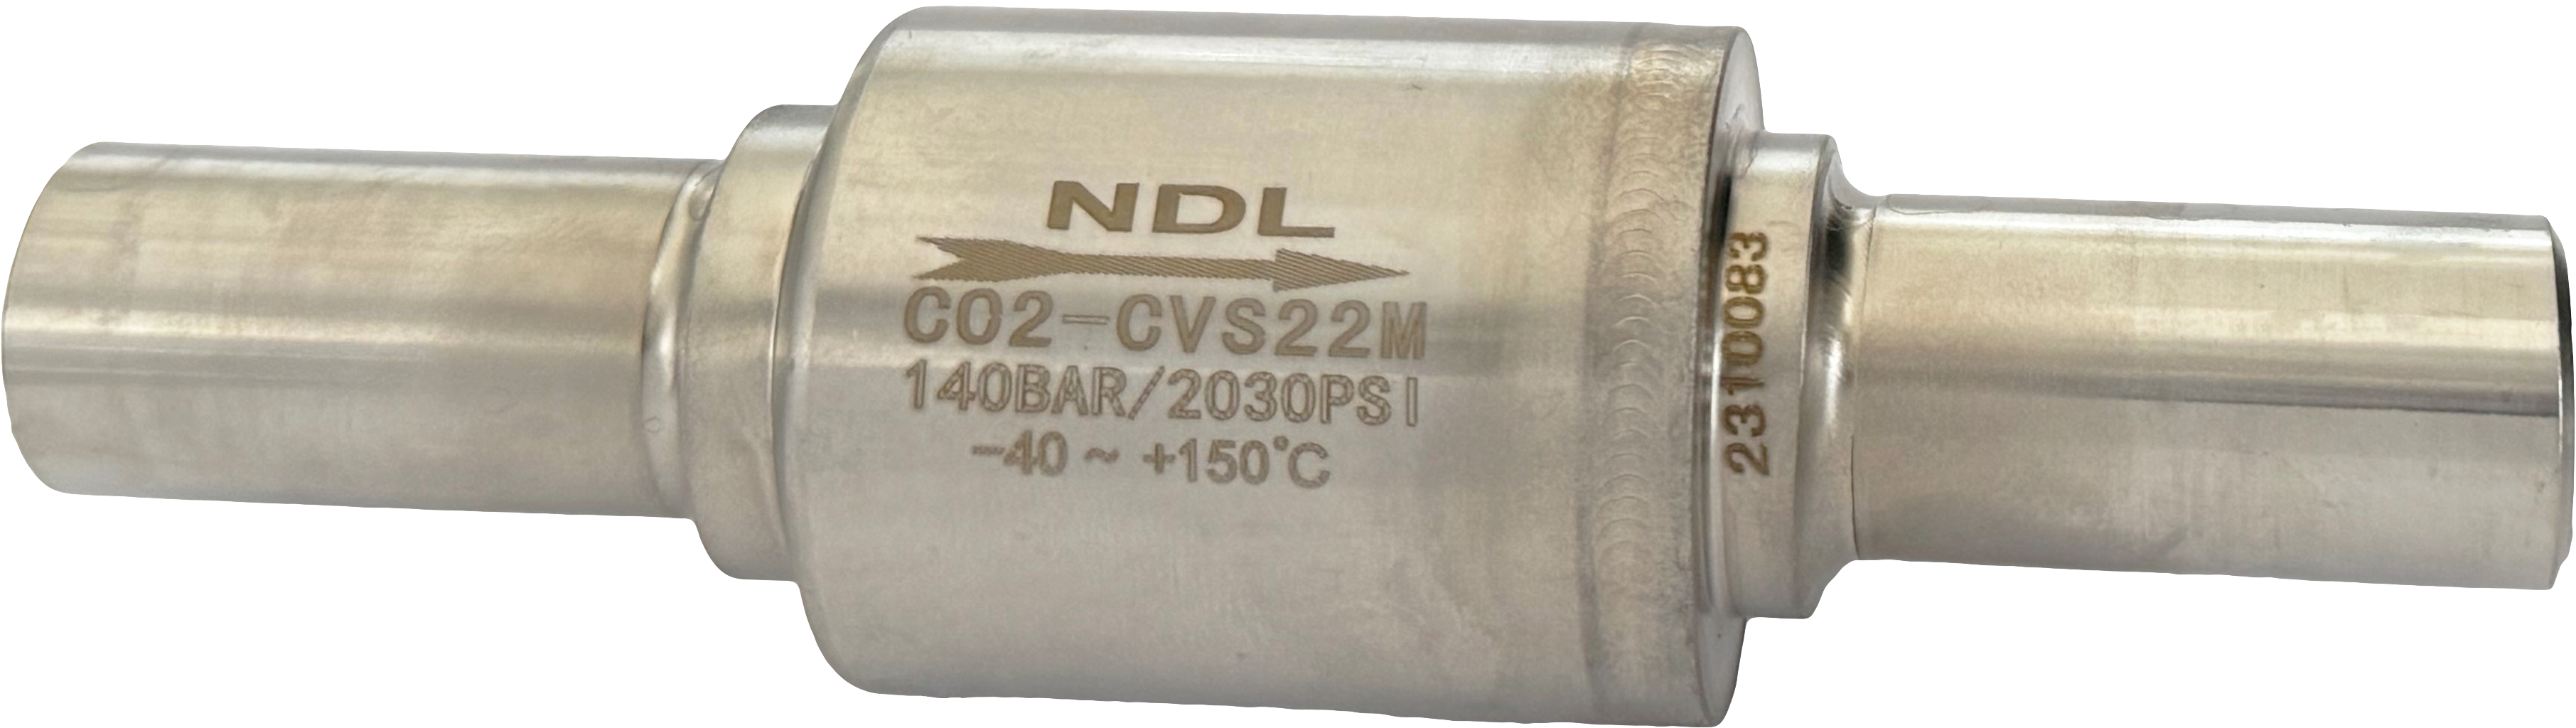 NDL
CO2-CVS22M
140BAR/2030PSI
-40 ~ +150°C
2310083